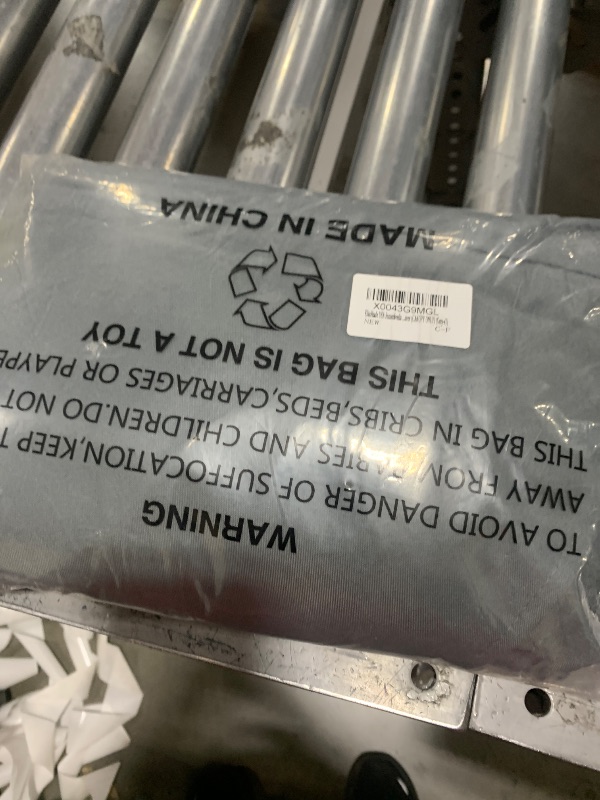 WARNING
TO AVOID DANGER OF SUFFOCATION,KEEP
AWAY FROM BABIES AND CHILDREN.DO NOT
THIS BAG IN CRIBS,BEDS,CARRIAGES OR PLAYPE
THIS BAG IS NOT A TOY
MADE IN CHINA
X0043G9MGL
NEW